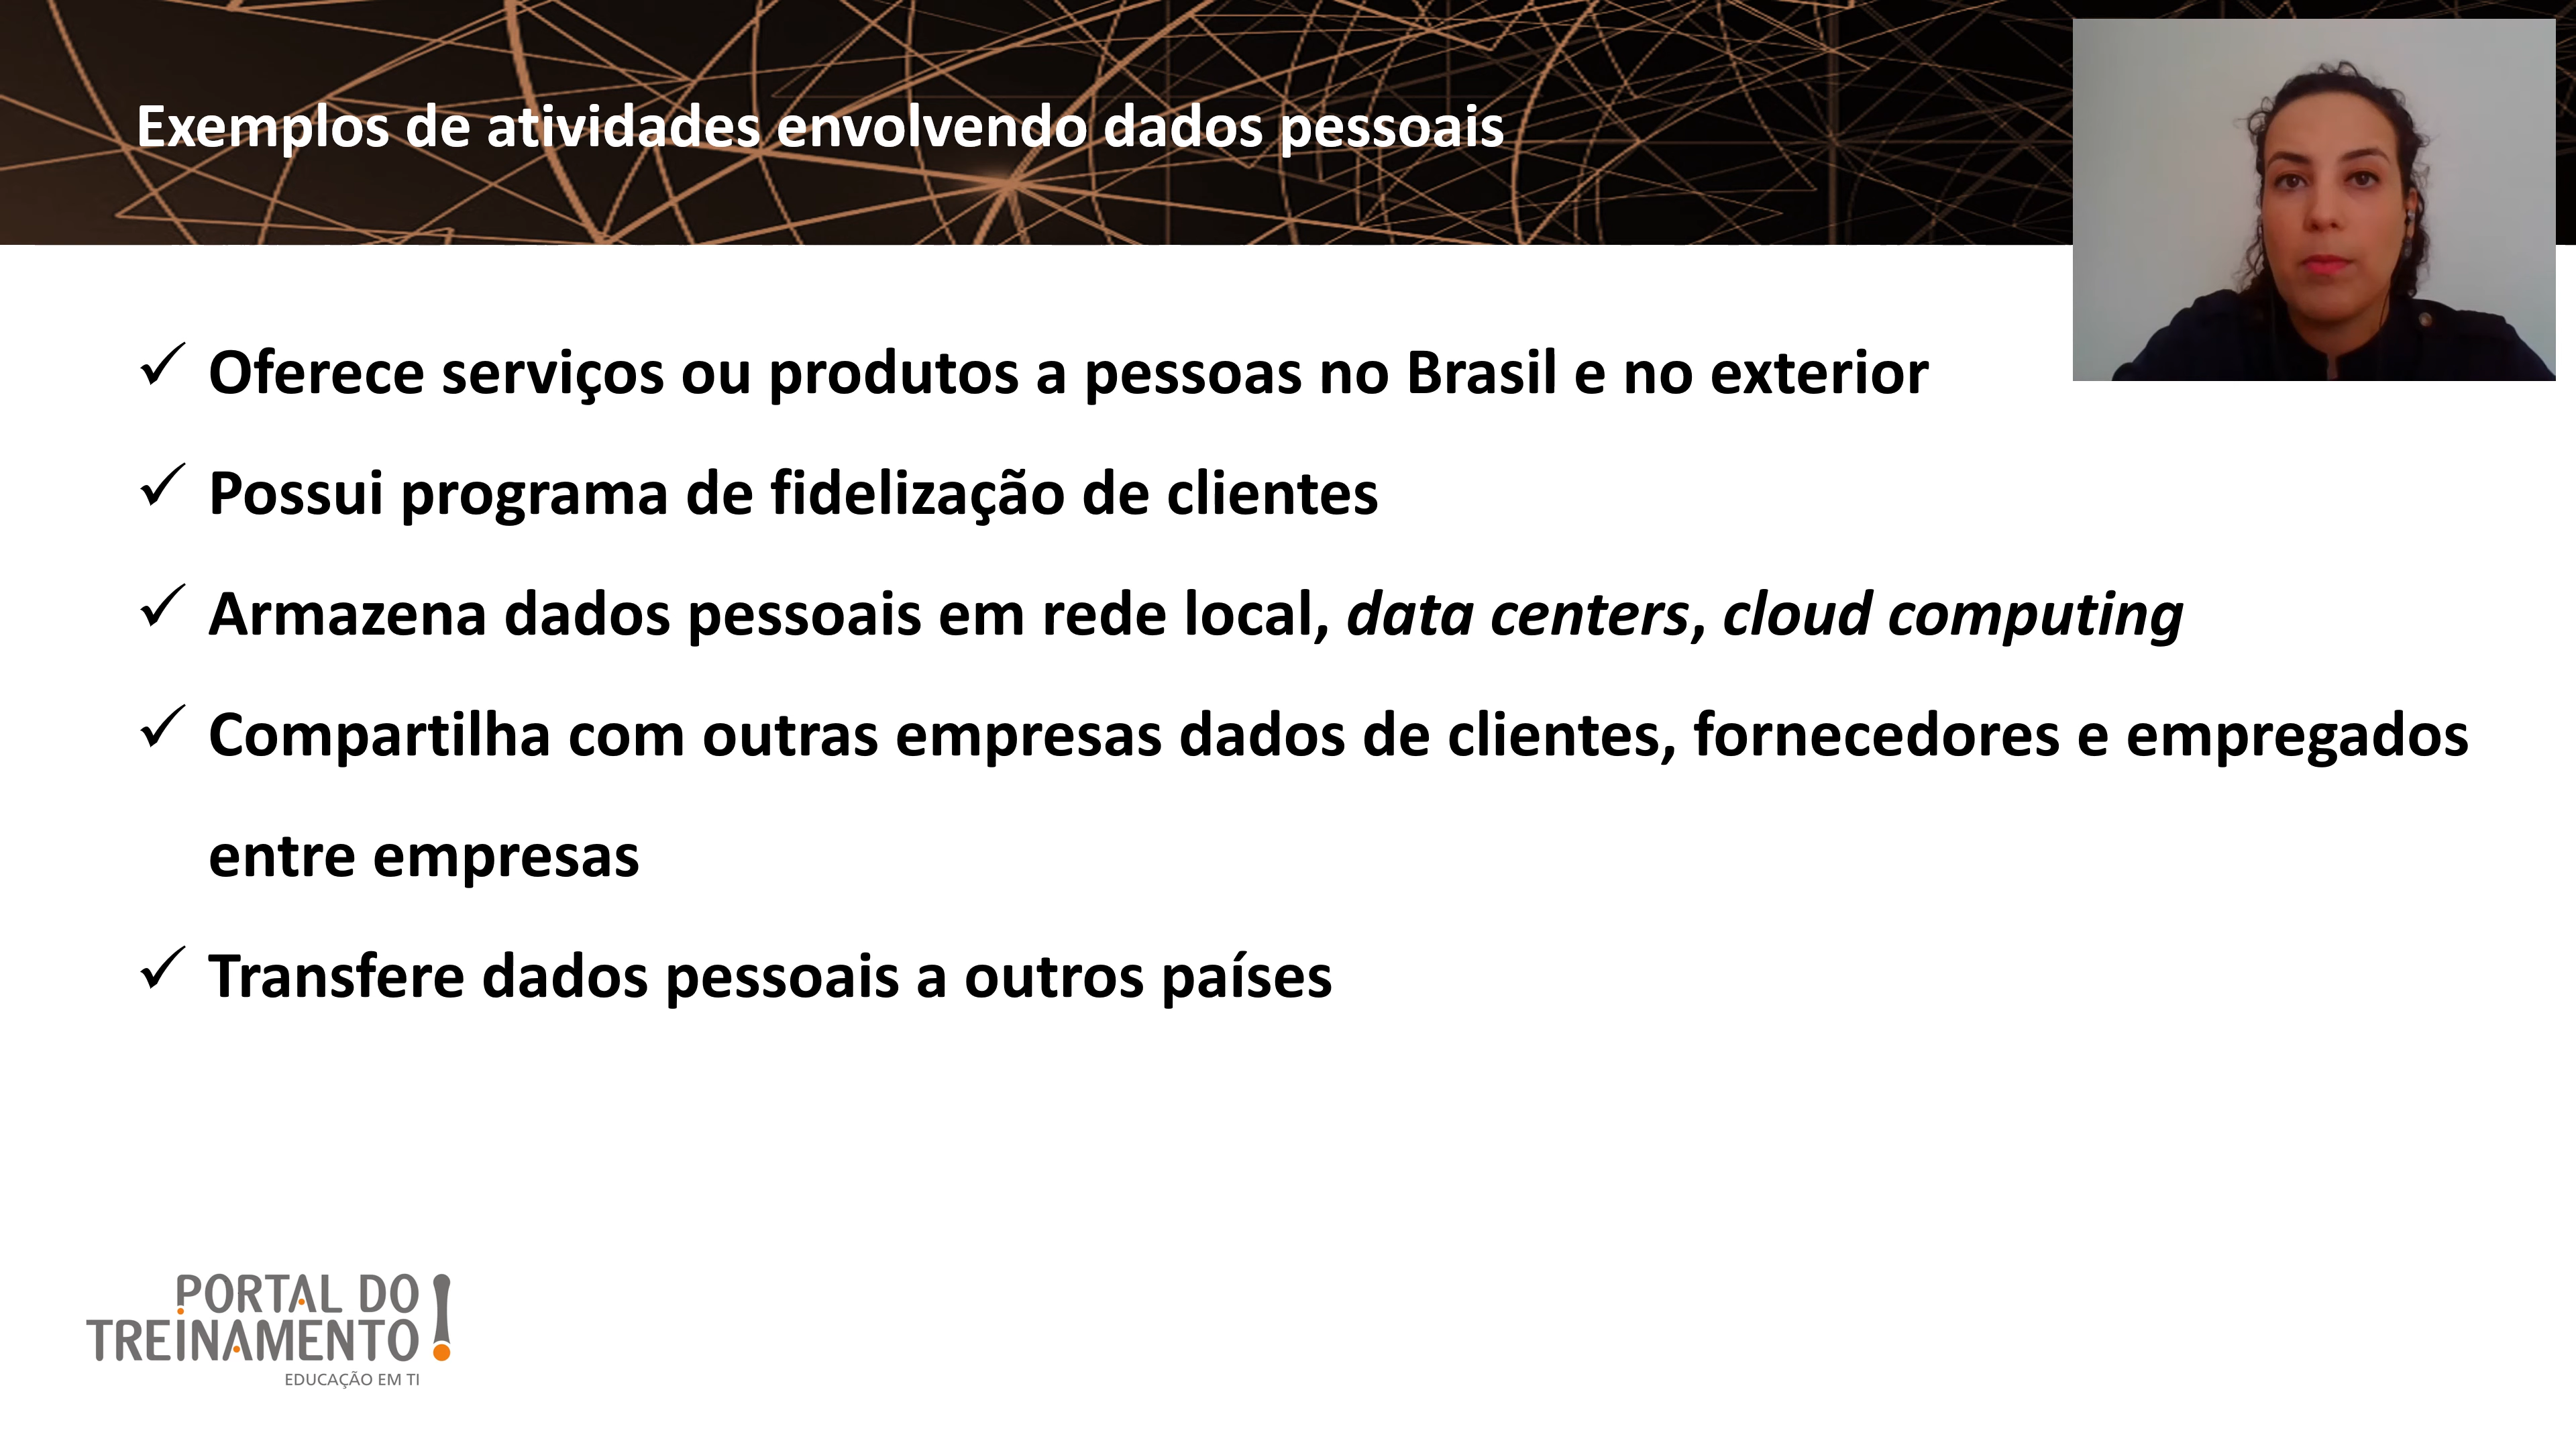 Exemplos de atividades envolvendo dados pessoais
✓ Oferece serviços ou produtos a pessoas no Brasil e no exterior
✓ Possui programa de fidelização de clientes
✓ Armazena dados pessoais em rede local, data centers, cloud computing
✓ Compartilha com outras empresas dados de clientes, fornecedores e empregados
entre empresas
✓ Transfere dados pessoais a outros países
PORTAL DO
TREINAMENTO!
EDUCAÇÃO EM TI